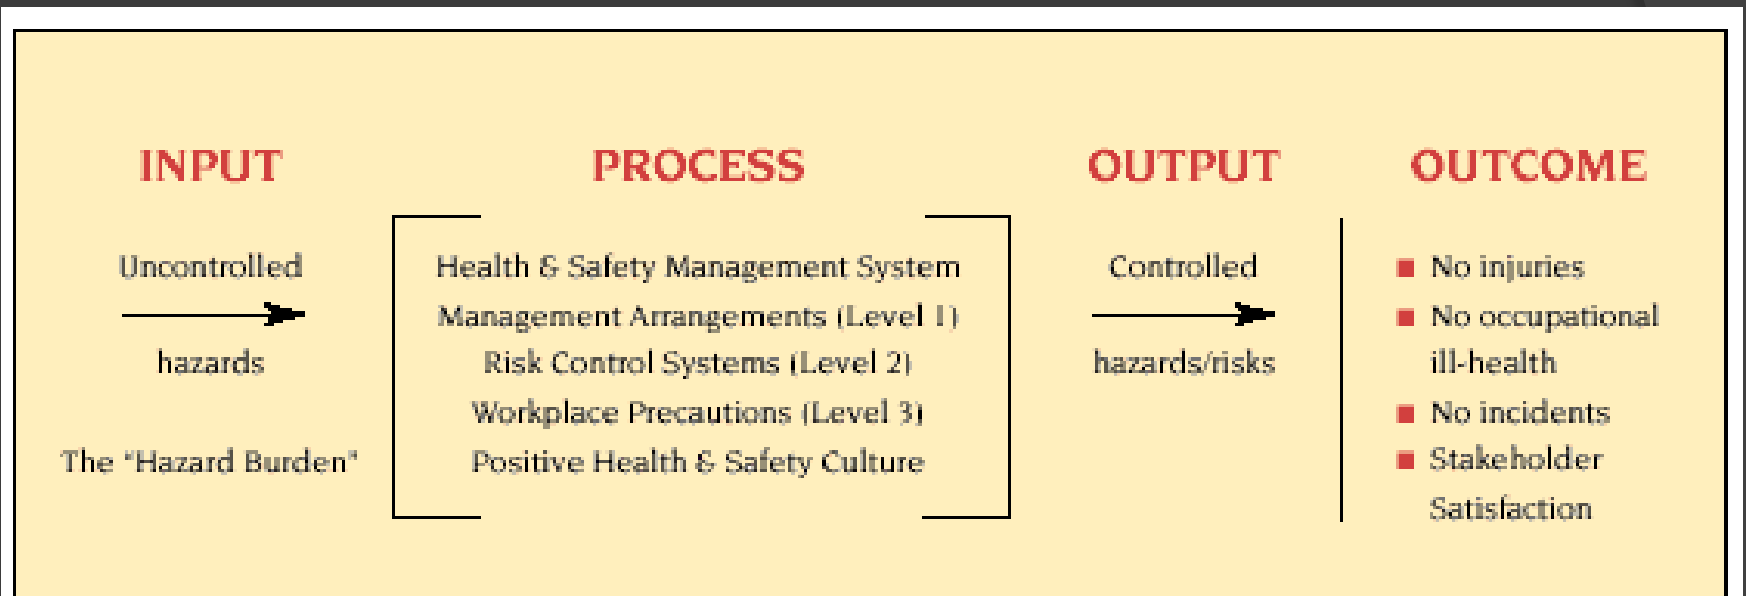 INPUT
Uncontrolled
hazards
The "Hazard Burden"
PROCESS
Health & Safety Management System
Management Arrangements (Level 1)
Risk Control Systems (Level 2)
Workplace Precautions (Level 3)
Positive Health & Safety Culture
OUTPUT
Controlled
hazards/risks
OUTCOME
No injuries
No occupational
ill-health
No incidents
Stakeholder
Satisfaction